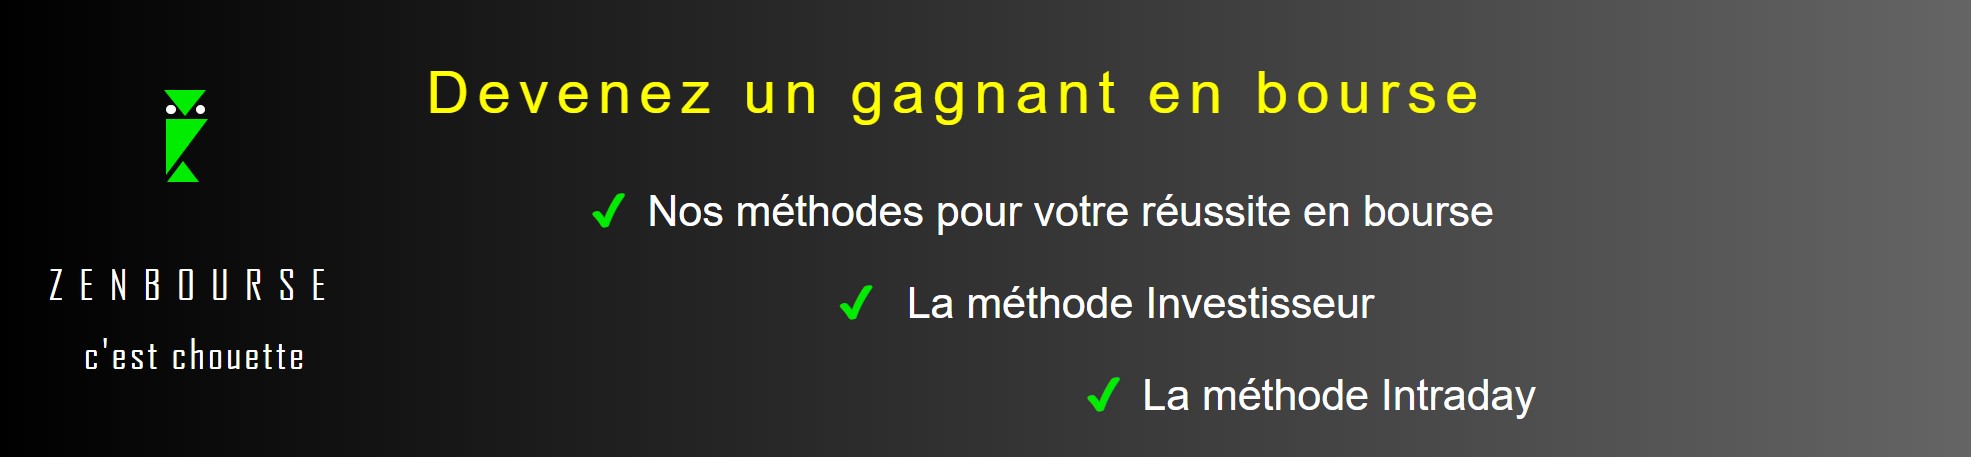 Devenez un gagnant en bourse
✓ Nos méthodes pour votre réussite en bourse
✓ La méthode Investisseur
✓ La méthode Intraday
ZENBOURSE
c'est chouette